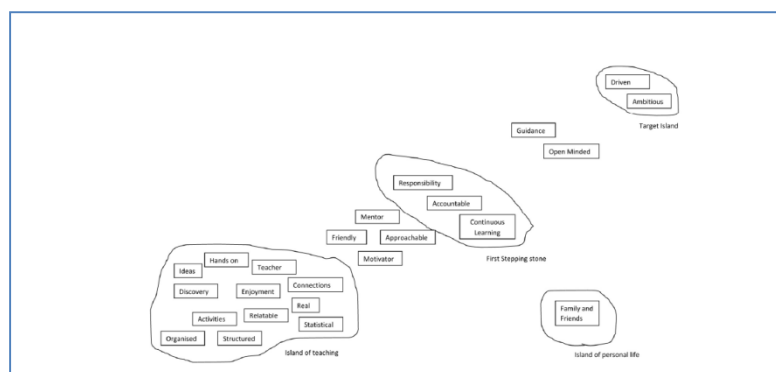 Driven
Ambitious
Target Island
Guidance
Open Minded
Responsibility
Accountable
Continuous
Learning
First Stepping stone
Mentor
Friendly
Approachable
Motivator
Hands on
Teacher
Ideas
Connections
Discovery
Enjoyment
Real
Relatable
Activities
Statistical
Organised
Structured
Island of teaching
Family and
Friends
Island of personal life